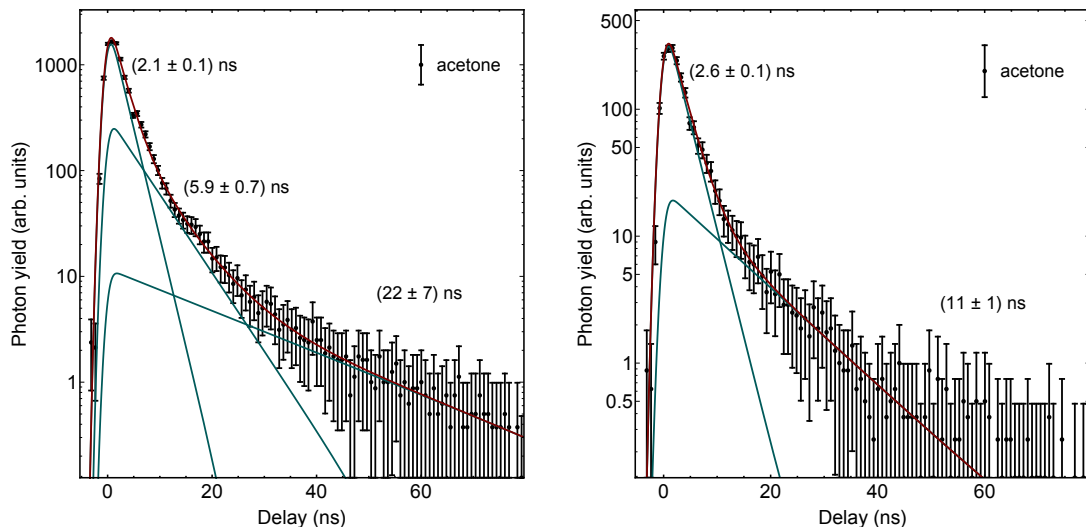 (2.1 ± 0.1) ns
(5.9 ± 0.7) ns
(22 ± 7) ns
acetone
1000
100
10
1
Photon yield (arb. units)
0
20
40
60
Delay (ns)
(2.6 ± 0.1) ns
(11 ± 1) ns
acetone
500
100
50
10
5
1
0.5
Photon yield (arb. units)
0
20
40
60
Delay (ns)